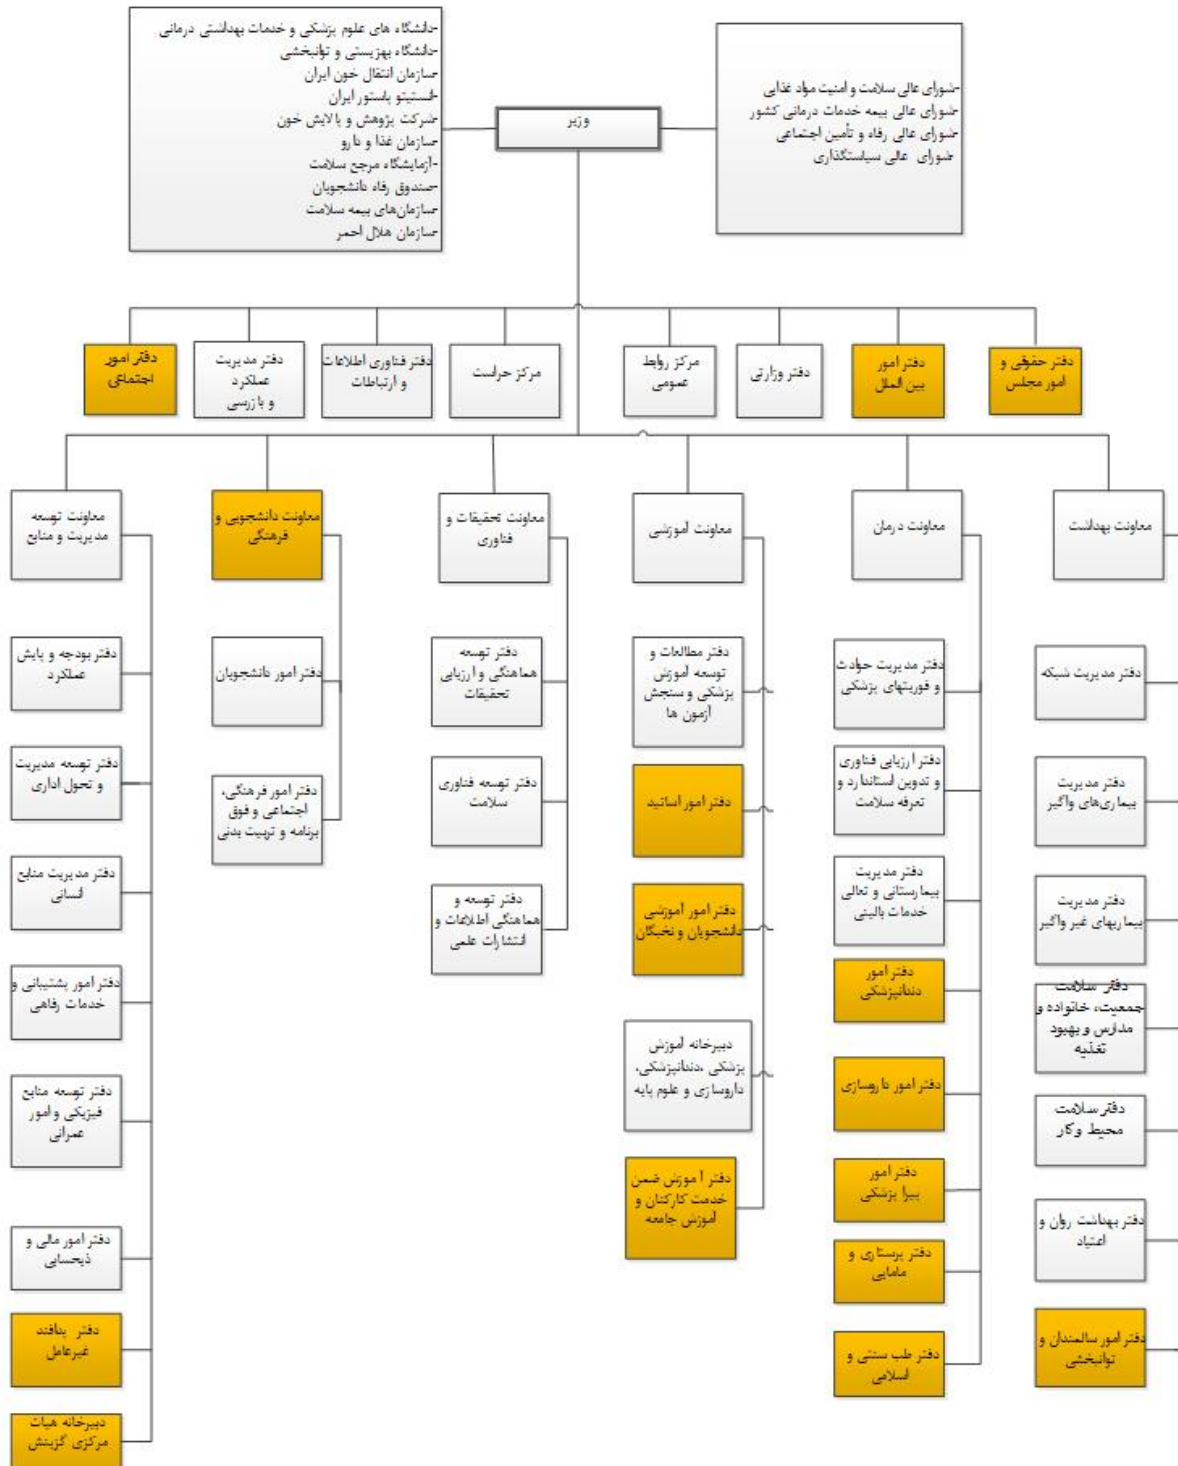 -شورای عالی سلامت و امنیت مواد غذایی
-شورای عالی بیمه خدمات درمانی کشور
-شورای عالی رفاه و تأمین اجتماعی
-شورای عالی سیاستگذاری
وزیر
-دانشگاه های علوم پزشکی و خدمات بهداشتی درمانی
-دانشگاه بهزیستی و توانبخشی
-سازمان انتقال خون ایران
-انستیتو پاستور ایران
-شرکت پژوهش و پالایش خون
-سازمان غذا و دارو
-آزمایشگاه مرجع سلامت
-صندوق رفاه دانشجویان
-سازمان‌های بیمه سلامت
-سازمان هلال احمر
دفتر حقوقی و
امور مجلس
دفتر امور
بین الملل
دفتر وزارتی
مرکز روابط
عمومی
مرکز حراست
دفتر فناوری اطلاعات
و ارتباطات
دفتر مدیریت
عملکرد
و بازرسی
دفتر امور
اجتماعی
معاونت بهداشت
دفتر مدیریت شبکه
دفتر مدیریت
بیماری‌های واگیر
دفتر مدیریت
بیماریهای غیر واگیر
دفتر سلامت
جمعیت، خانواده و
مدارس و بهبود
تغذیه
دفتر سلامت
محیط و کار
دفتر بهداشت روان و
اعتیاد
دفتر امور سالمندان و
توانبخشی
معاونت درمان
دفتر مدیریت حوادث
و فوریتهای پزشکی
دفتر ارزیابی فناوری
و تدوین استاندارد و
تعرفه سلامت
دفتر مدیریت
بیمارستانی و تعالی
خدمات بالینی
دفتر امور
دندانپزشکی
دفتر امور داروسازی
دفتر امور
پیرا پزشکی
دفتر پرستاری و
مامایی
دفتر طب سنتی و
اسلامی
معاونت آموزشی
دفتر مطالعات و
توسعه آموزش
پزشکی و سنجش
آزمون ها
دفتر امور اساتید
دفتر امور آموزشی
دانشجویان و نخبگان
دبیرخانه آموزش
پزشکی ،دندانپزشکی،
داروسازی و علوم پایه
دفتر آموزش ضمن
خدمت کارکنان و
آموزش جامعه
معاونت تحقیقات و
فناوری
دفتر توسعه
هماهنگی و ارزیابی
تحقیقات
دفتر توسعه فناوری
سلامت
دفتر توسعه و
هماهنگی اطلاعات و
انتشارات علمی
معاونت دانشجویی و
فرهنگی
دفتر امور دانشجویان
دفتر امور فرهنگی،
اجتماعی و فوق
برنامه و تربیت بدنی
معاونت توسعه
مدیریت و منابع
دفتر بودجه و پایش
عملکرد
دفتر توسعه مدیریت
و تحول اداری
دفتر مدیریت منابع
انسانی
دفتر امور پشتیبانی و
خدمات رفاهی
دفتر توسعه منابع
فیزیکی و امور
عمرانی
دفتر امور مالی و
ذیحسابی
دفتر پدافند
غیرعامل
دبیرخانه هیات
مرکزی گزینش